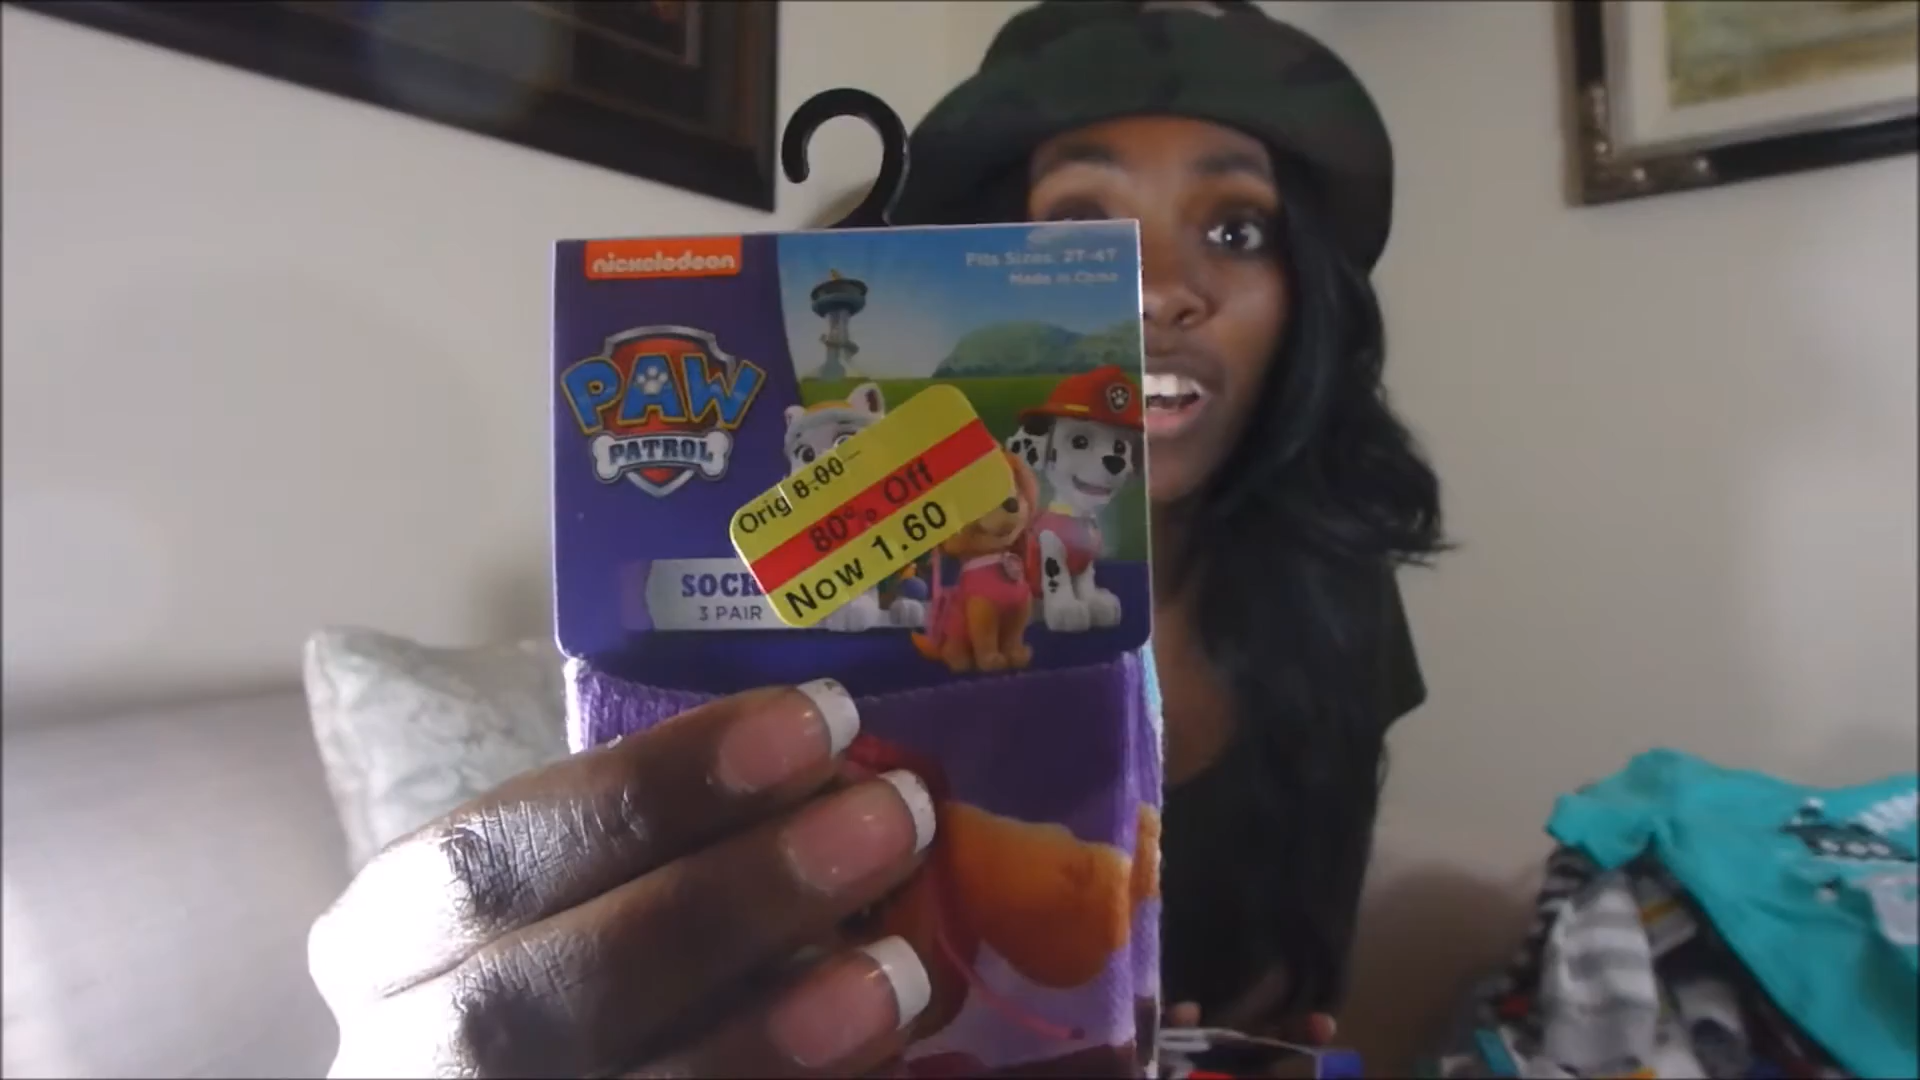 nickelodeon
Fits Sizes: 2T-4T
Made in China
PAW
PATROL
Orig 8.00
80% Off
Now 1.60
SOCK
3 PAIR